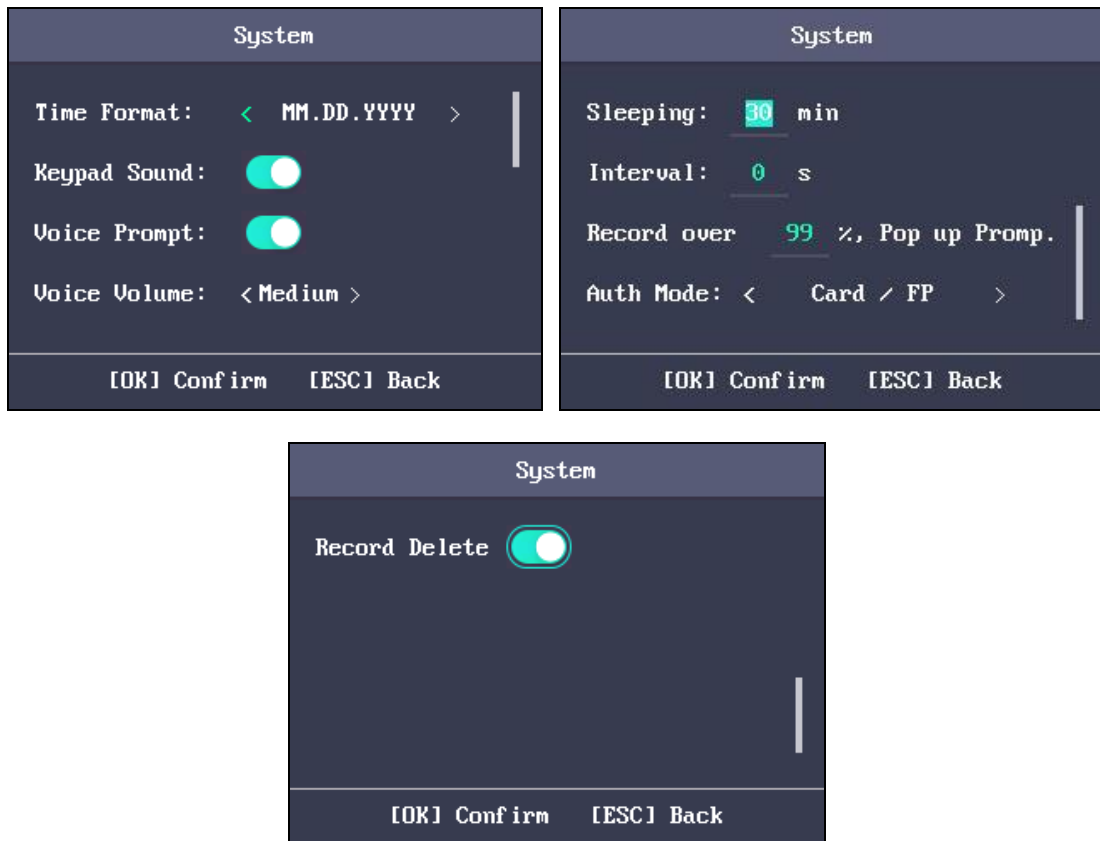 System
Time Format: < MM.DD.YYYY >
Keypad Sound:
Voice Prompt:
Voice Volume: < Medium >
[OK] Confirm [ESC] Back
System
Sleeping: 30 min
Interval: 0 s
Record over 99 %, Pop up Promp.
Auth Mode: < Card / FP >
[OK] Confirm [ESC] Back
System
Record Delete
[OK] Confirm [ESC] Back